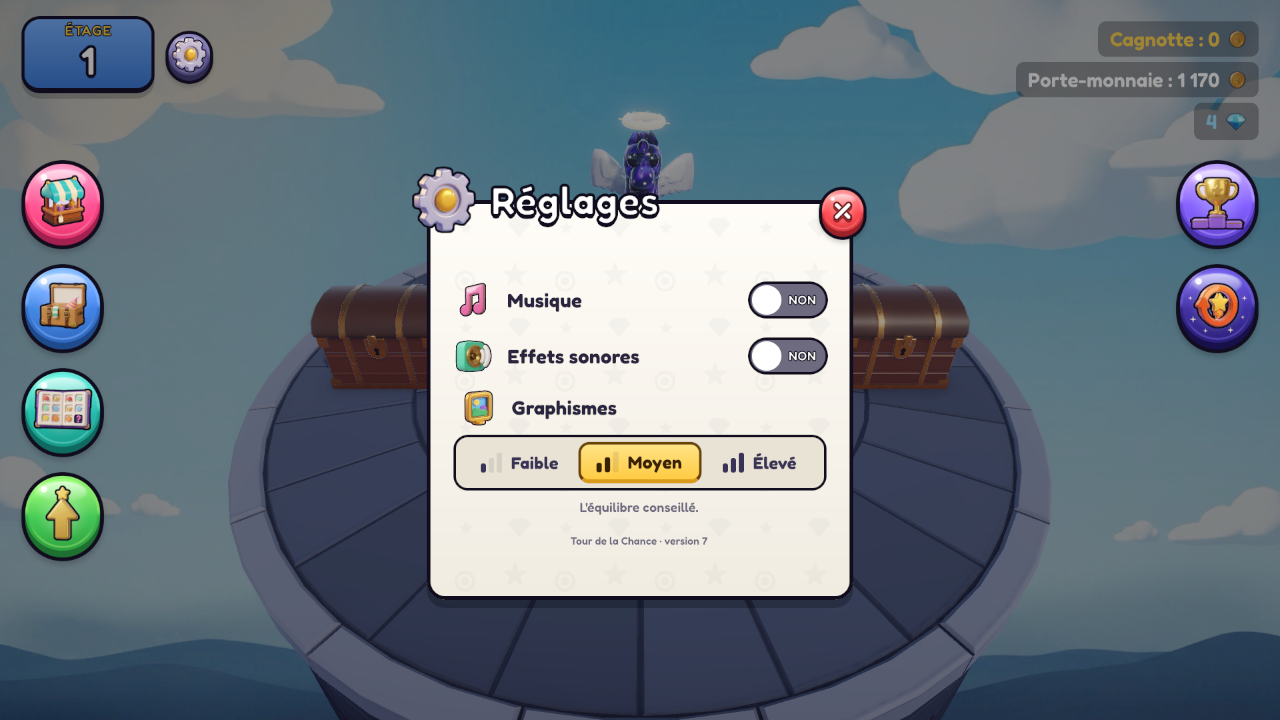 ÉTAGE
1
Cagnotte : 0
Porte-monnaie : 1 170
4
Réglages
Musique
NON
Effets sonores
NON
Graphismes
Faible
Moyen
Élevé
L'équilibre conseillé.
Tour de la Chance · version 7